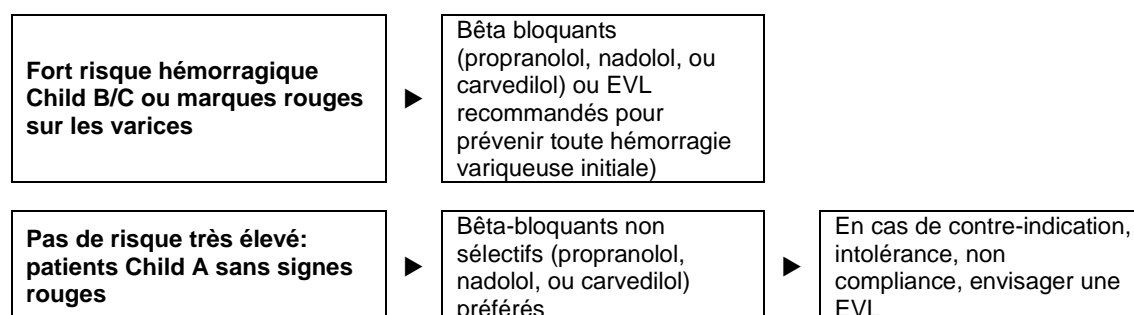 Fort risque hémorragique
Child B/C ou marques rouges
sur les varices
▶
Bêta bloquants
(propranolol, nadolol, ou
carvedilol) ou EVL
recommandés pour
prévenir toute hémorragie
variqueuse initiale)
Pas de risque très élevé:
patients Child A sans signes
rouges
▶
Bêta-bloquants non
sélectifs (propranolol,
nadolol, ou carvedilol)
préférés
▶
En cas de contre-indication,
intolérance, non
compliance, envisager une
EVL